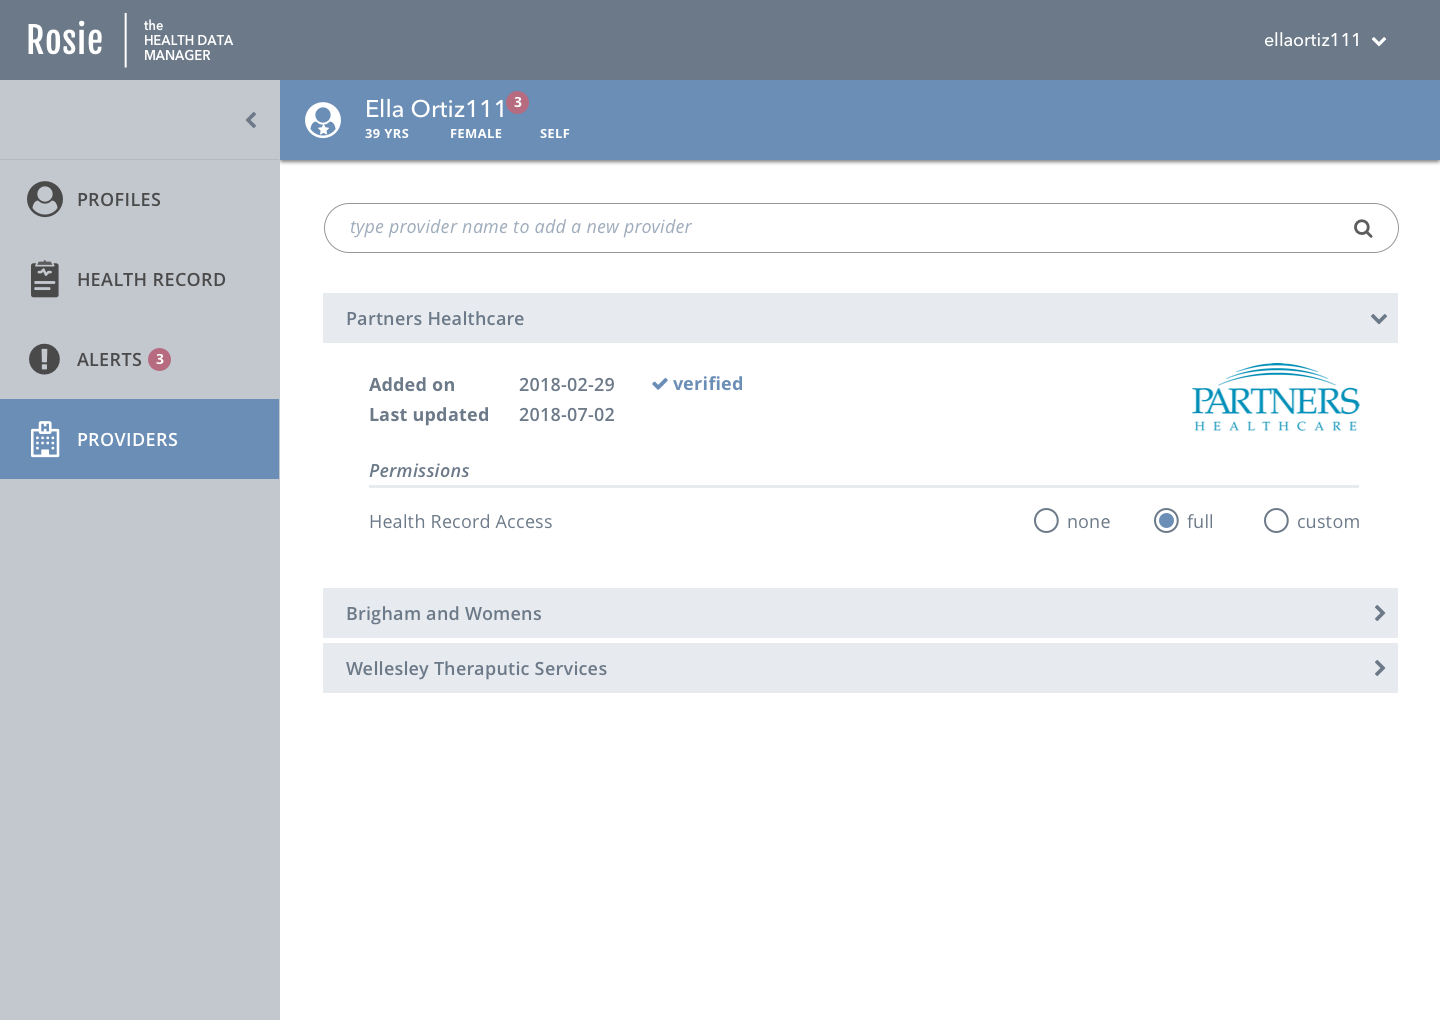 Rosie
the
HEALTH DATA
MANAGER
ellaortiz111
Ella Ortiz111 3
39 YRS FEMALE SELF
PROFILES
HEALTH RECORD
ALERTS 3
PROVIDERS
type provider name to add a new provider
Partners Healthcare
Added on 2018-02-29 verified
Last updated 2018-07-02
PARTNERS
HEALTHCARE
Permissions
Health Record Access none full custom
Brigham and Womens
Wellesley Theraputic Services